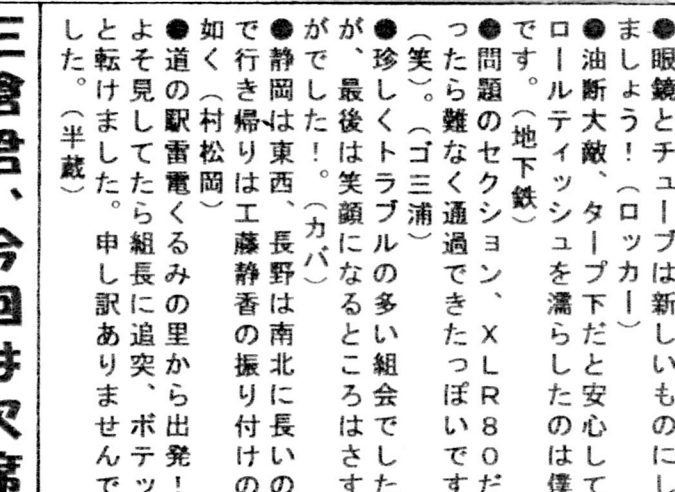 ●眼鏡とチューブは新しいものにし
ましょう！（ロッカー）
●油断大敵、タープ下だと安心して
ロールティッシュを濡らしたのは僕
です。（地下鉄）
●問題のセクション、ＸＬＲ８０だ
ったら難なく通過できたっぽいです
（笑）。（ゴ三浦）
●珍しくトラブルの多い組会でした
が、最後は笑顔になるところはさす
がでした！。（カバ）
●静岡は東西、長野は南北に長いの
で行き帰りは工藤静香の振り付けの
如く（村松岡）
●道の駅雷電くるみの里から出発！
よそ見してたら組長に追突、ボテッ
と転けました。申し訳ありませんで
した。（半蔵）
三倉君、今回は欠席